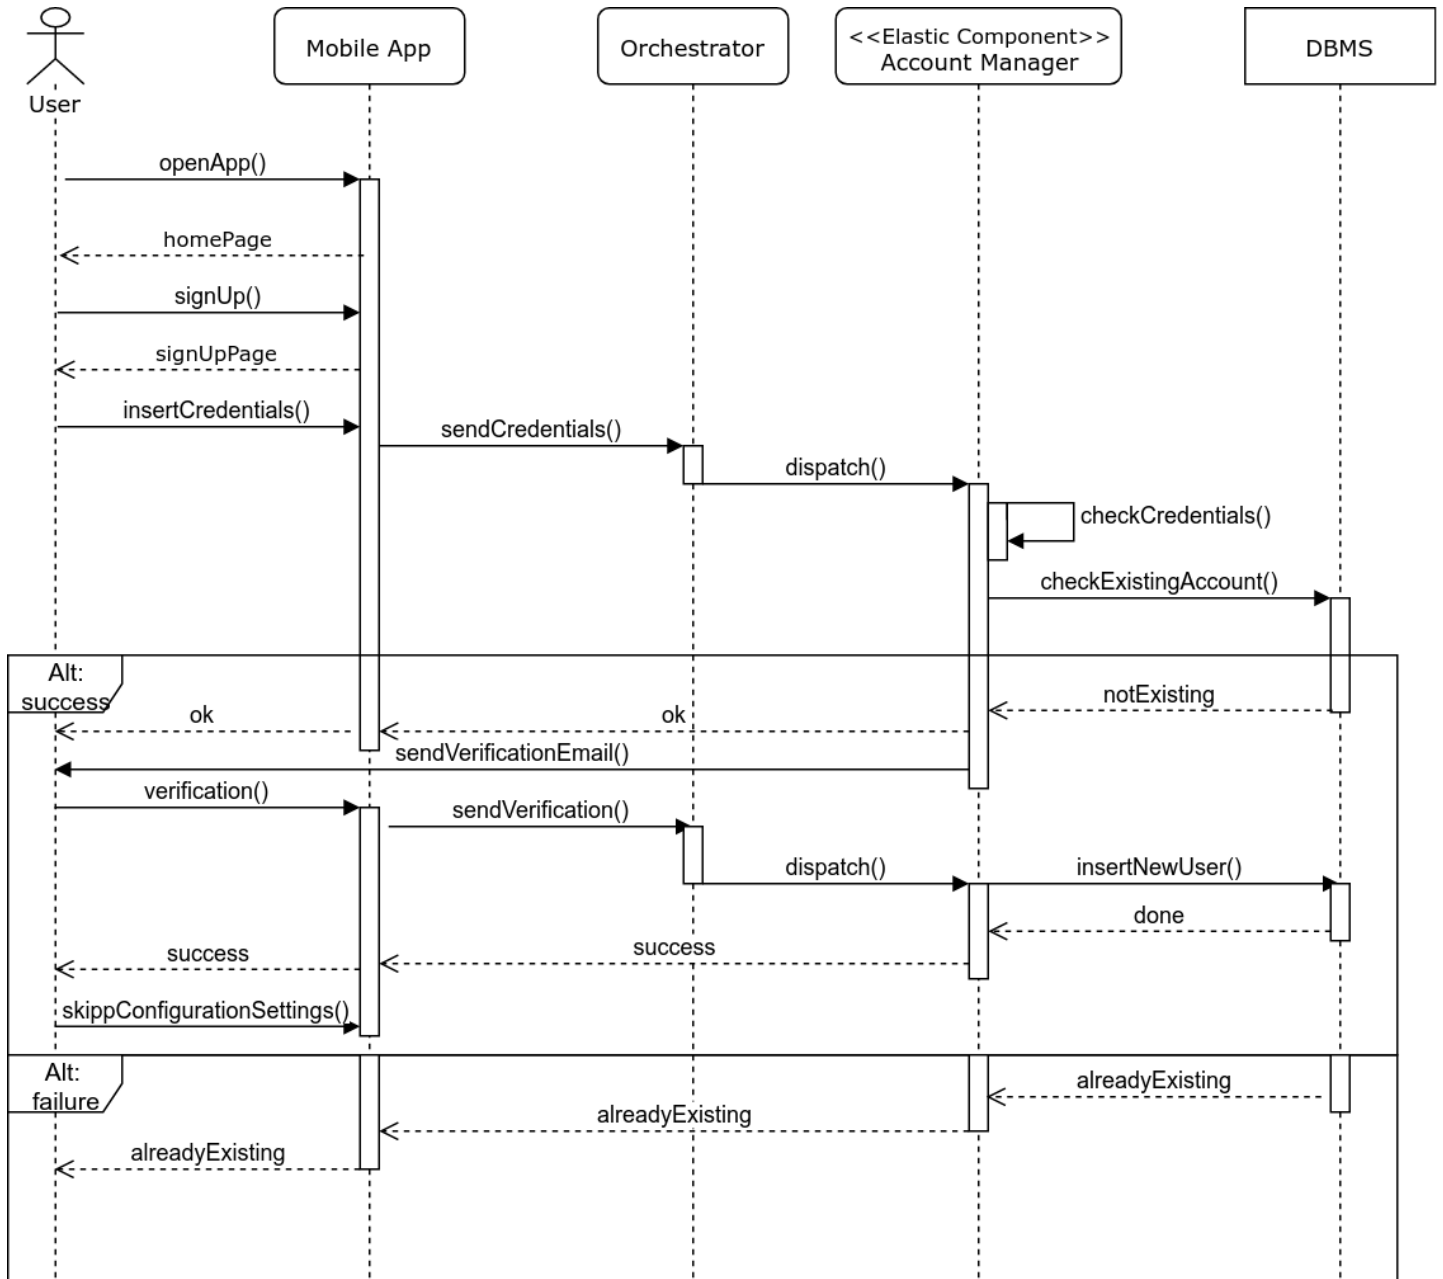 User
Mobile App
Orchestrator
<<Elastic Component>>
Account Manager
DBMS
openApp()
homePage
signUp()
signUpPage
insertCredentials()
sendCredentials()
dispatch()
checkCredentials()
checkExistingAccount()
Alt:
success
notExisting
ok
ok
sendVerificationEmail()
verification()
sendVerification()
dispatch()
insertNewUser()
done
success
success
skippConfigurationSettings()
Alt:
failure
alreadyExisting
alreadyExisting
alreadyExisting